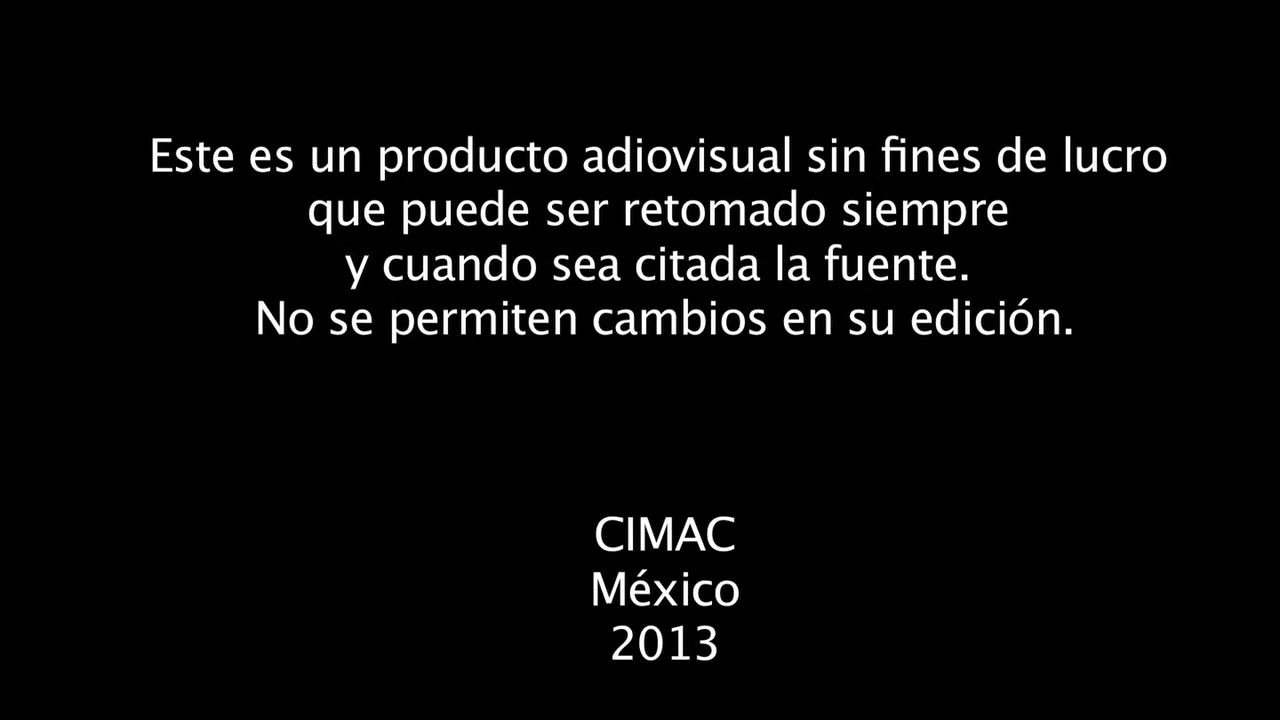 Este es un producto adiovisual sin fines de lucro
que puede ser retomado siempre
y cuando sea citada la fuente.
No se permiten cambios en su edición.
CIMAC
México
2013